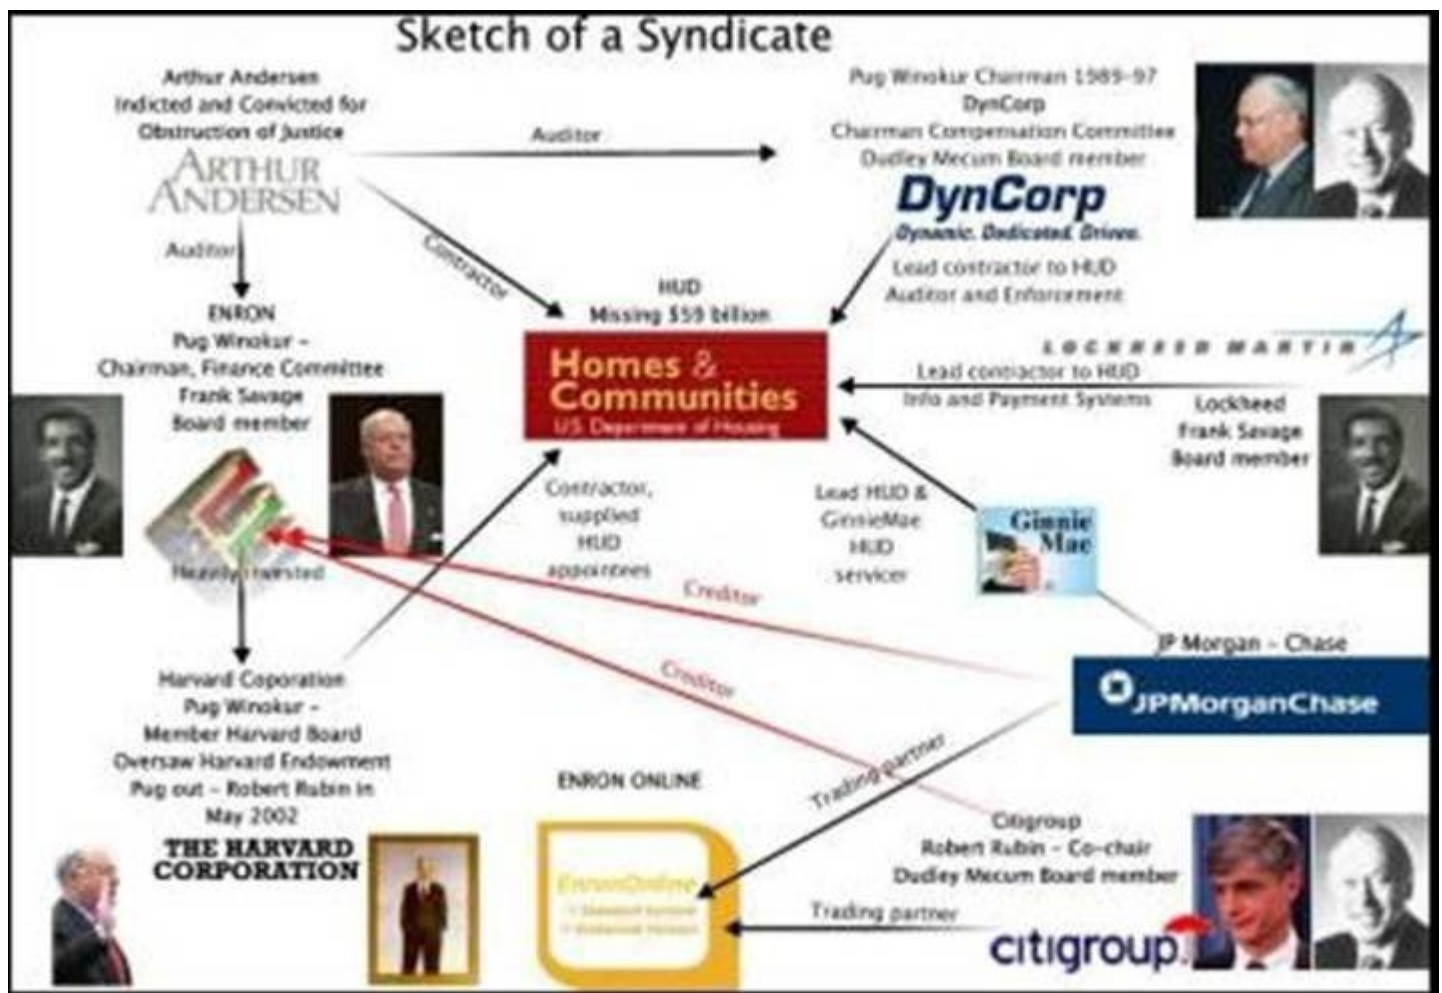 Sketch of a Syndicate
Arthur Andersen
Indicted and Convicted for
Obstruction of Justice
ARTHUR
ANDERSEN
Auditor
Pug Winokur Chairman 1989-97
DynCorp
Chairman Compensation Committee
Dudley Mecum Board member
DynCorp
Dynamic. Dedicated. Driven.
Lead contractor to HUD
Auditor and Enforcement
Auditor
Contractor
HUD
Missing $59 billion
Homes &
Communities
U.S. Department of Housing
ENRON
Pug Winokur -
Chairman, Finance Committee
Frank Savage
Board member
Heavily invested
LOCKHEED MARTIN
Lead contractor to HUD
Info and Payment Systems
Lockheed
Frank Savage
Board member
Contractor,
supplied
HUD
appointees
Lead HUD &
GinnieMae
HUD
servicer
Ginnie
Mae
Creditor
Creditor
JP Morgan - Chase
JPMorganChase
Harvard Coporation
Pug Winokur -
Member Harvard Board
Oversaw Harvard Endowment
Pug out - Robert Rubin in
May 2002
THE HARVARD
CORPORATION
ENRON ONLINE
EnronOnline
Trading partner
Citigroup
Robert Rubin - Co-chair
Dudley Mecum Board member
Trading partner
citigroup